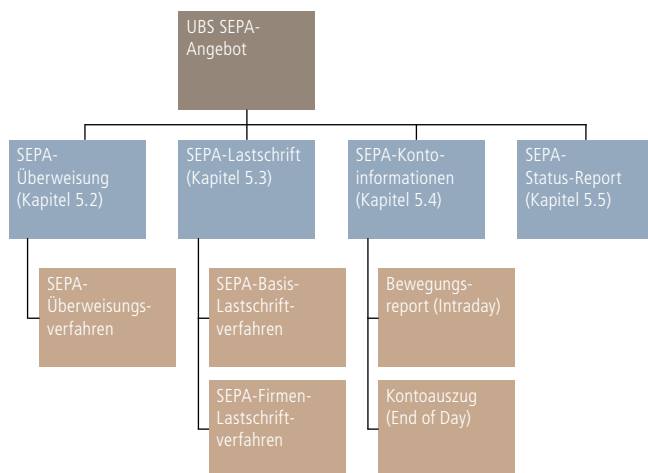 UBS SEPA-
Angebot
SEPA-
Überweisung
(Kapitel 5.2)
SEPA-Lastschrift
(Kapitel 5.3)
SEPA-Konto-
informationen
(Kapitel 5.4)
SEPA-
Status-Report
(Kapitel 5.5)
SEPA-
Überweisungs-
verfahren
SEPA-Basis-
Lastschrift-
verfahren
Bewegungs-
report (Intraday)
SEPA-Firmen-
Lastschrift-
verfahren
Kontoauszug
(End of Day)